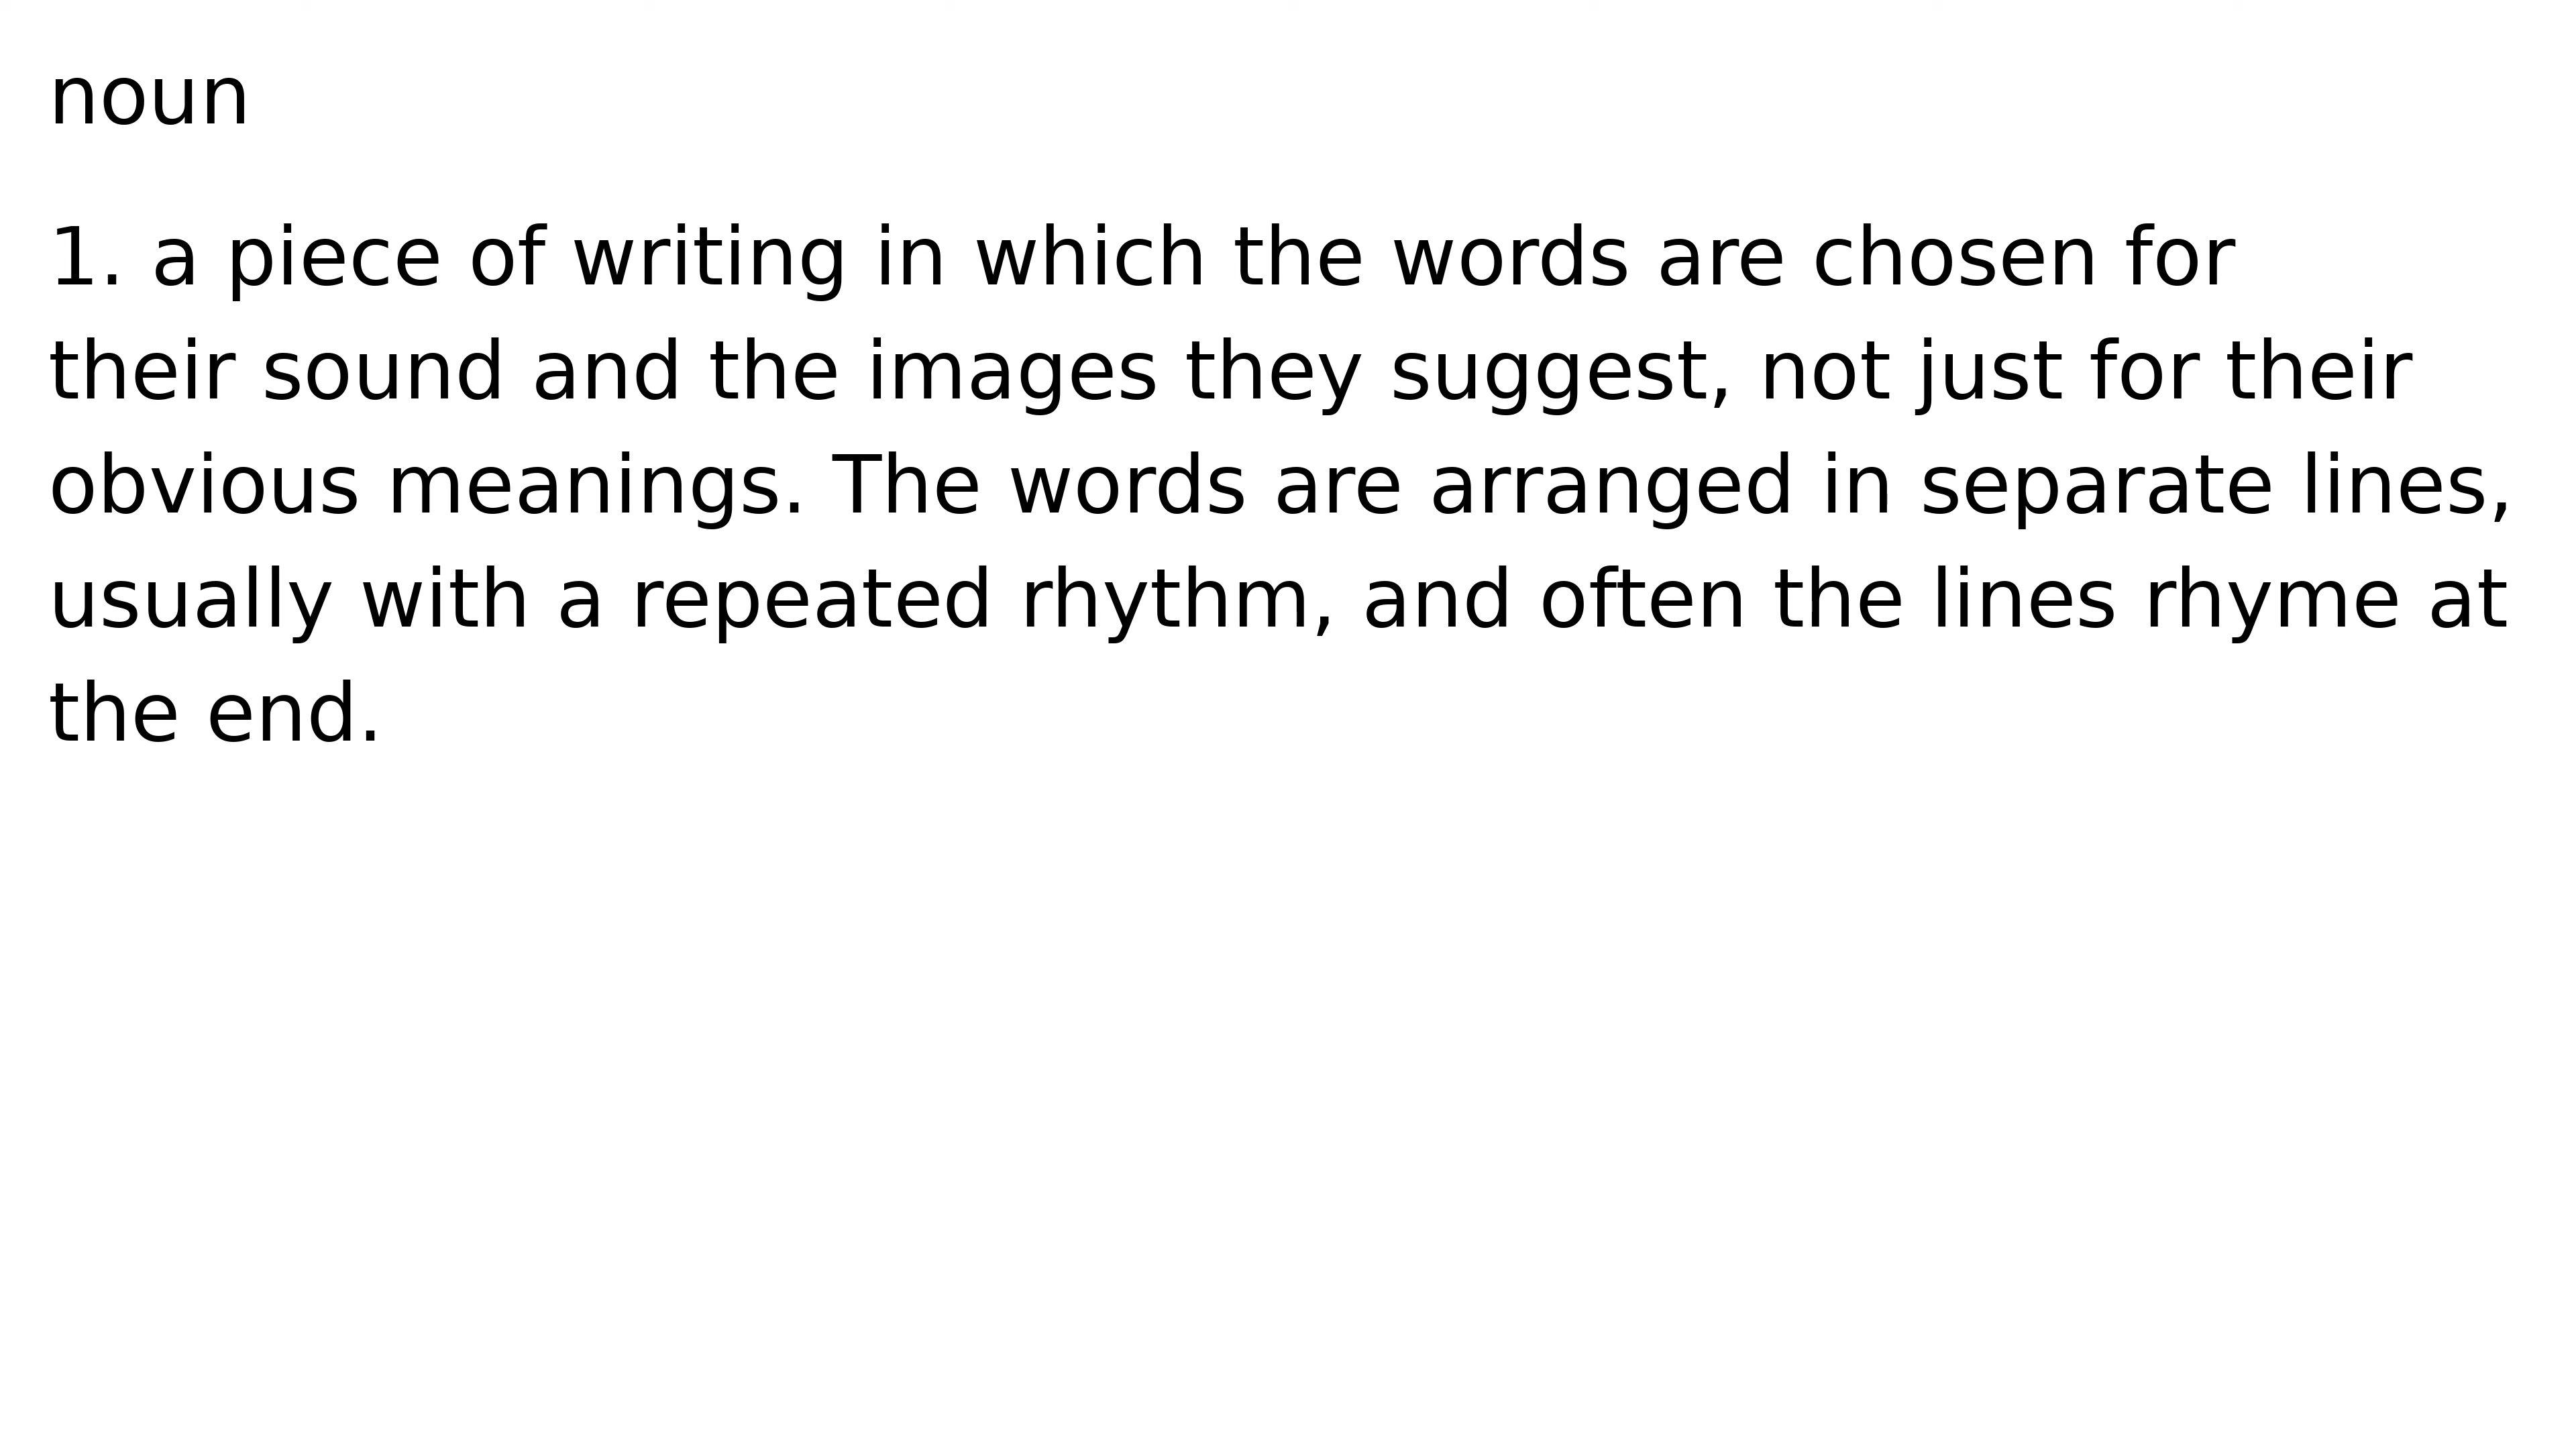 noun
1. a piece of writing in which the words are chosen for
their sound and the images they suggest, not just for their
obvious meanings. The words are arranged in separate lines,
usually with a repeated rhythm, and often the lines rhyme at
the end.